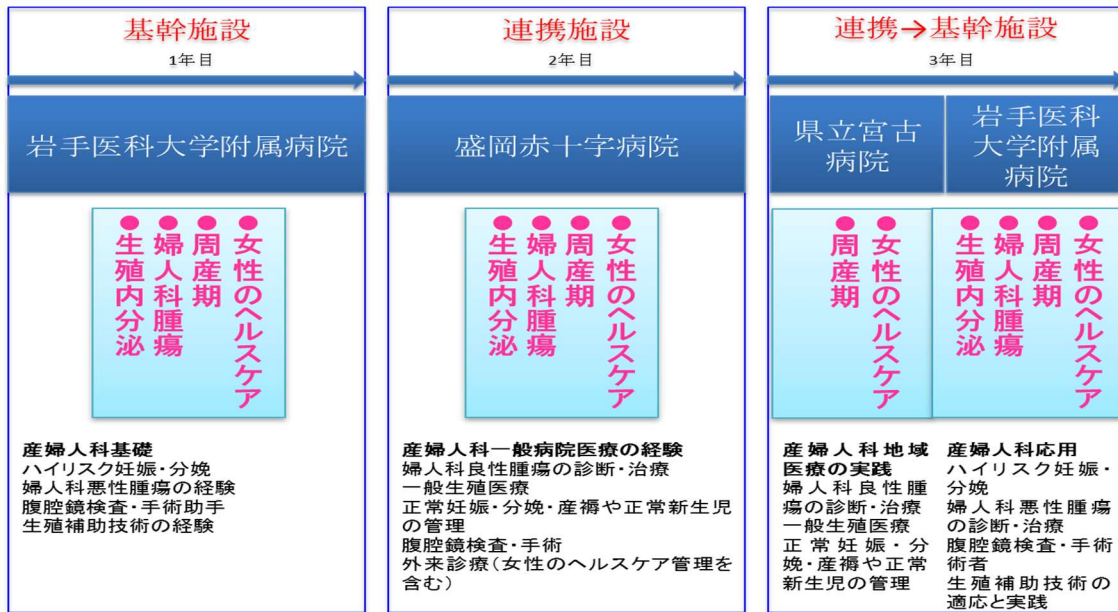 基幹施設
1年目
岩手医科大学附属病院
●女性のヘルスケア
●周産期
●婦人科腫瘍
●生殖内分泌
産婦人科基礎
ハイリスク妊娠・分娩
婦人科悪性腫瘍の経験
腹腔鏡検査・手術助手
生殖補助技術の経験
連携施設
2年目
盛岡赤十字病院
●女性のヘルスケア
●周産期
●婦人科腫瘍
●生殖内分泌
産婦人科一般病院医療の経験
婦人科良性腫瘍の診断・治療
一般生殖医療
正常妊娠・分娩・産褥や正常新生児
の管理
腹腔鏡検査・手術
外来診療(女性のヘルスケア管理を
含む)
連携→基幹施設
3年目
県立宮古
病院
●女性のヘルスケア
●周産期
産婦人科地域
医療の実践
婦人科良性腫
瘍の診断・治療
一般生殖医療
正常妊娠・分
娩・産褥や正常
新生児の管理
岩手医科
大学附属
病院
●女性のヘルスケア
●周産期
●婦人科腫瘍
●生殖内分泌
産婦人科応用
ハイリスク妊娠・
分娩
婦人科悪性腫瘍
の診断・治療
腹腔鏡検査・手術
術者
生殖補助技術の
適応と実践